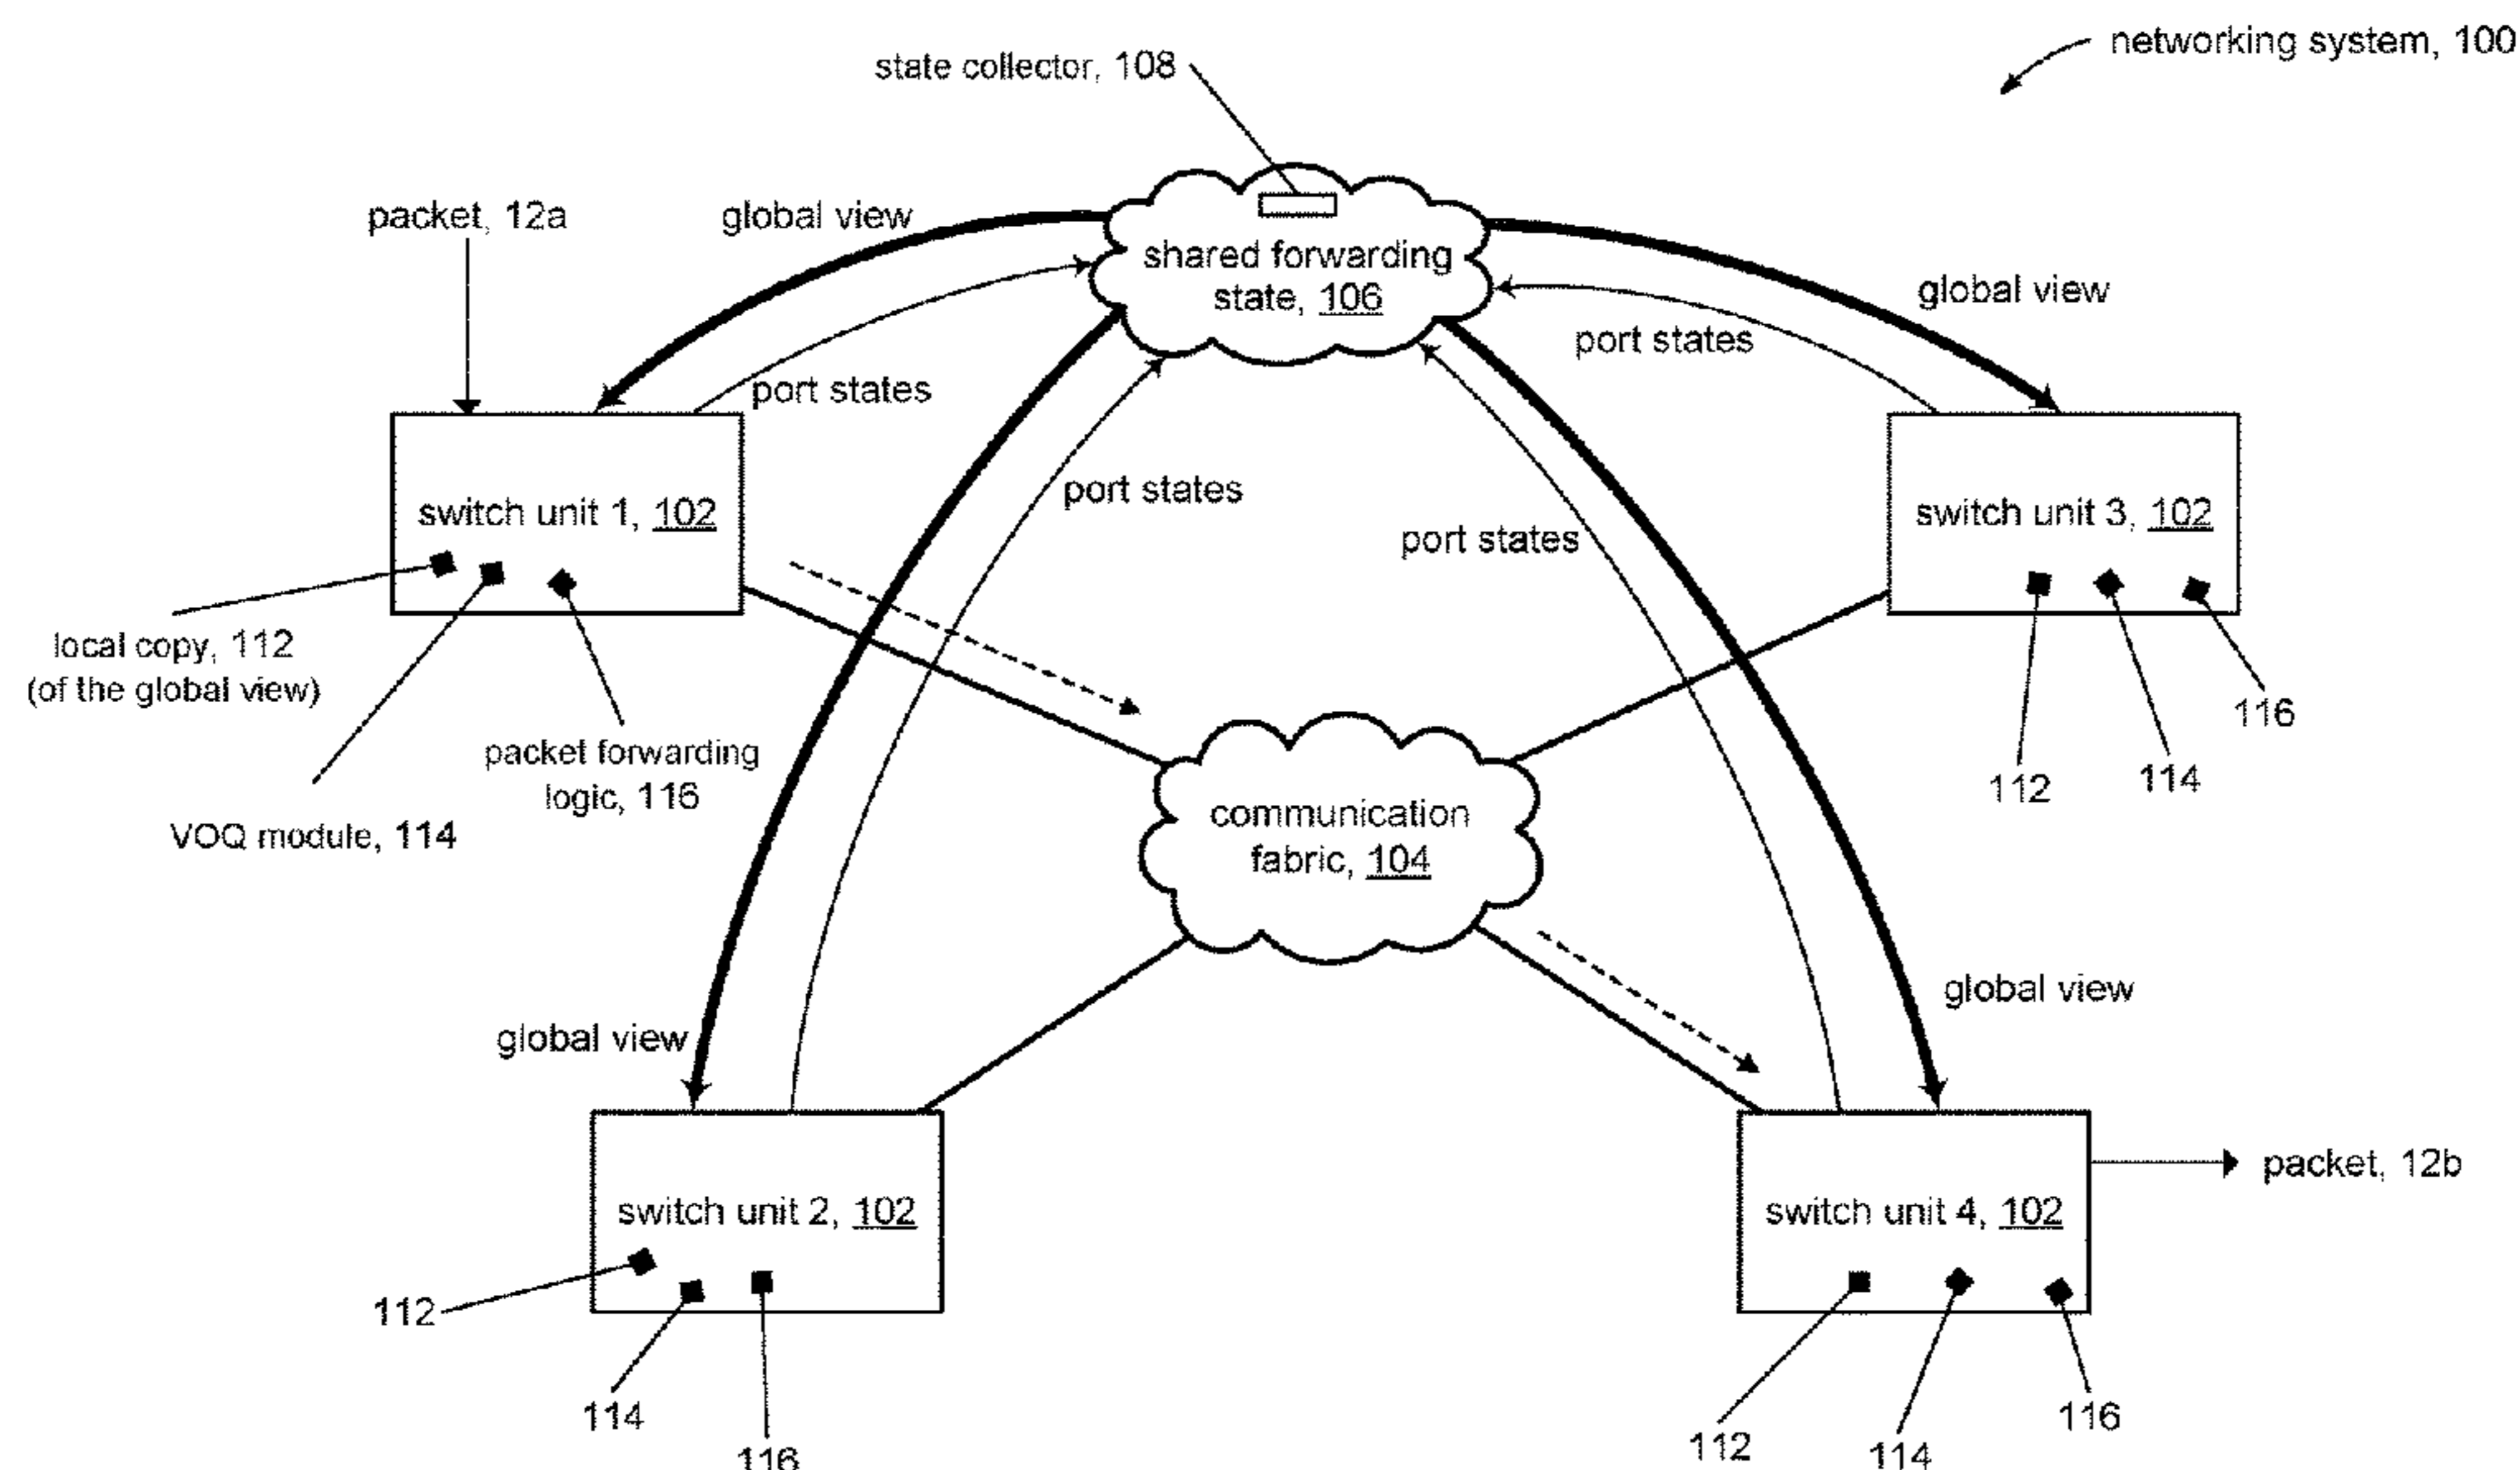 networking system, 100
state collector, 108
packet, 12a
global view
shared forwarding
state, 106
global view
port states
port states
port states
port states
switch unit 1, 102
switch unit 3, 102
local copy, 112
(of the global view)
packet forwarding
logic, 116
VOQ module, 114
112
114
116
communication
fabric, 104
global view
global view
switch unit 2, 102
switch unit 4, 102
packet, 12b
112
114
116
112
114
116